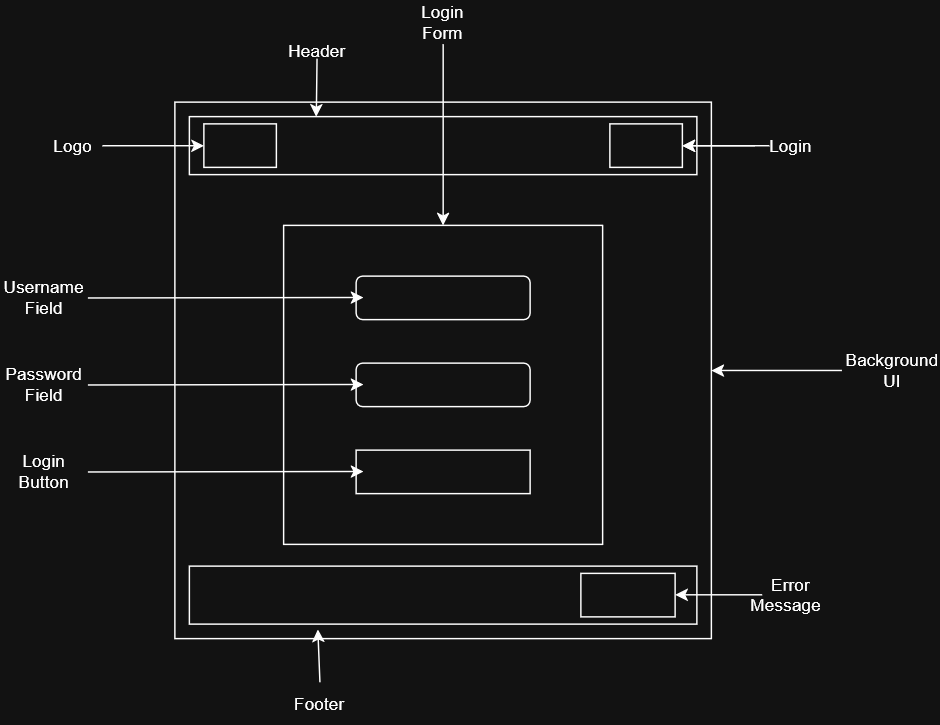 Login
Form
Header
Logo
Login
Username
Field
Background
UI
Password
Field
Login
Button
Error
Message
Footer